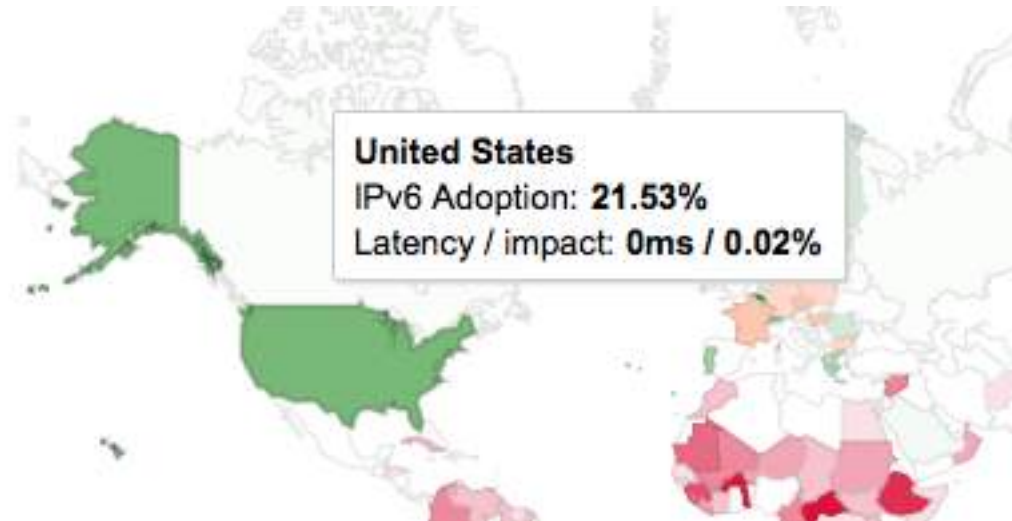 United States
IPv6 Adoption: 21.53%
Latency / impact: 0ms / 0.02%